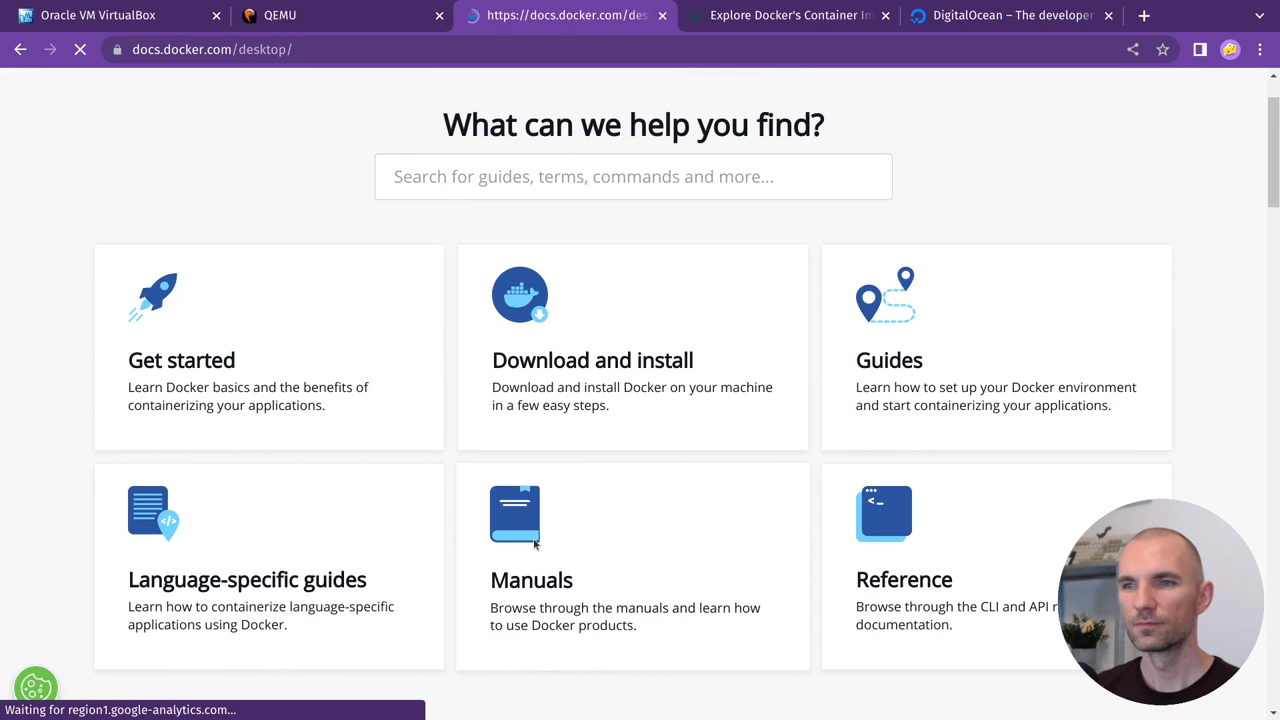 Oracle VM VirtualBox
QEMU
https://docs.docker.com/des
Explore Docker's Container Im
DigitalOcean – The developer
docs.docker.com/desktop/
What can we help you find?
Search for guides, terms, commands and more...
Get started
Learn Docker basics and the benefits of
containerizing your applications.
Download and install
Download and install Docker on your machine
in a few easy steps.
Guides
Learn how to set up your Docker environment
and start containerizing your applications.
Language-specific guides
Learn how to containerize language-specific
applications using Docker.
Manuals
Browse through the manuals and learn how
to use Docker products.
Reference
Browse through the CLI and API
documentation.
Waiting for region1.google-analytics.com...